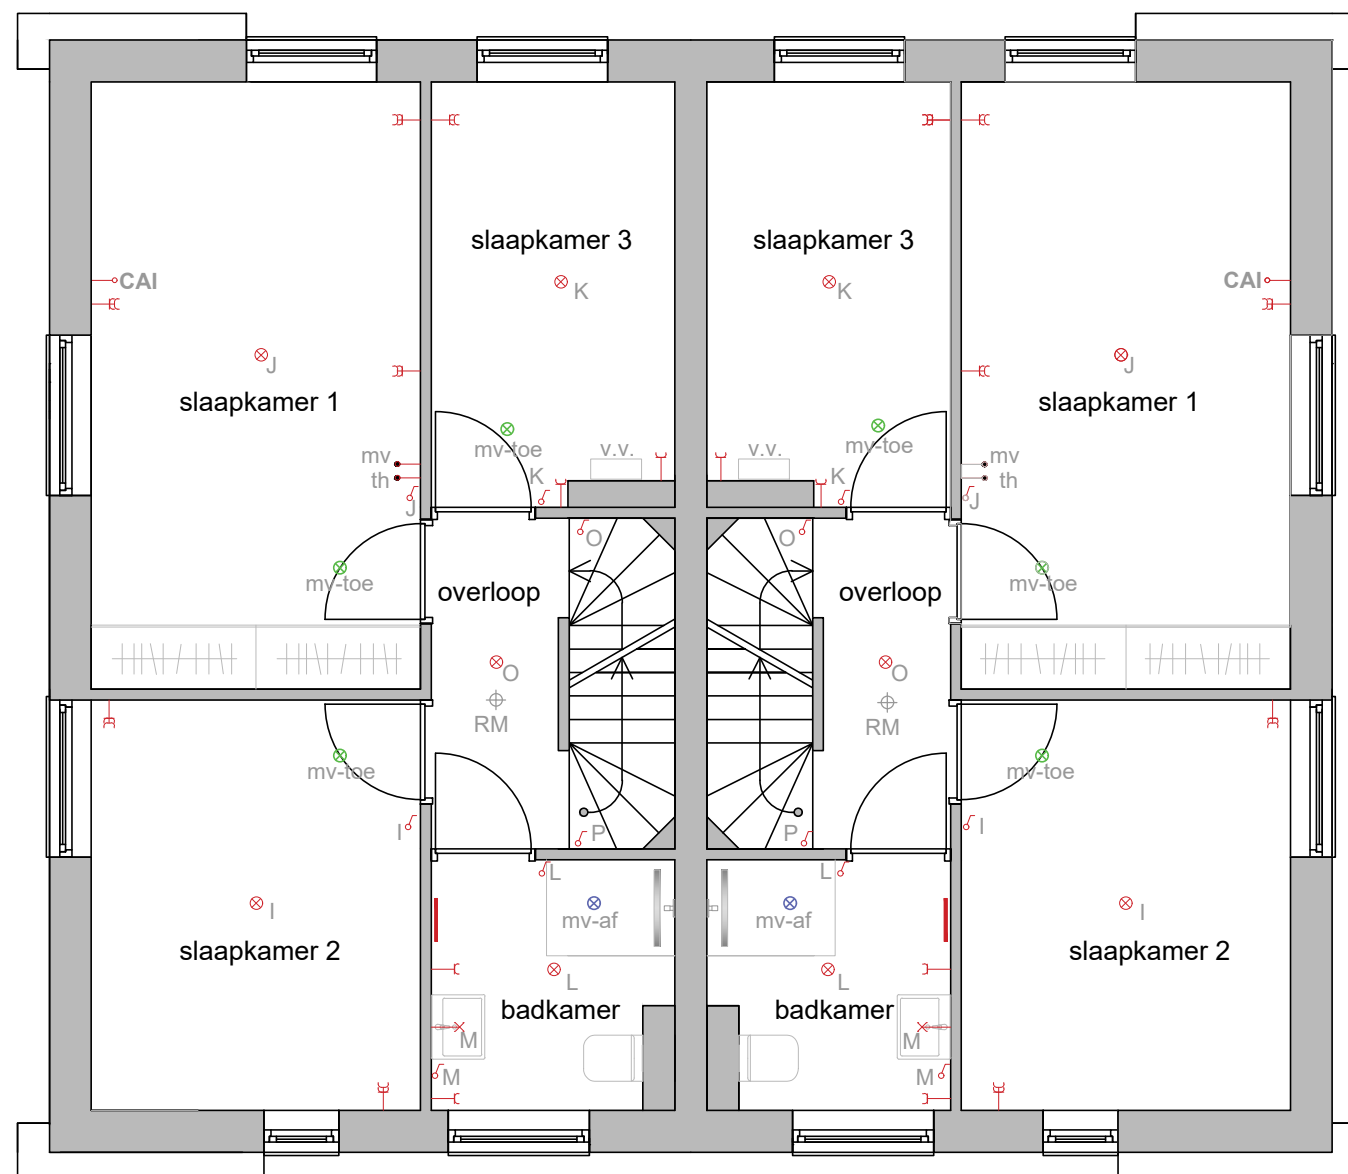 slaapkamer 3 slaapkamer 3
CAI CAI
K K
J J
slaapkamer 1 slaapkamer 1
mv-toe mv-toe
v.v. v.v.
mv mv
th th
K K
J J
O O
mv-toe mv-toe
overloop overloop
O O
RM RM
mv-toe mv-toe
I P P I
L L
I mv-af mv-af I
slaapkamer 2 slaapkamer 2
L L
badkamer badkamer
M M
M M